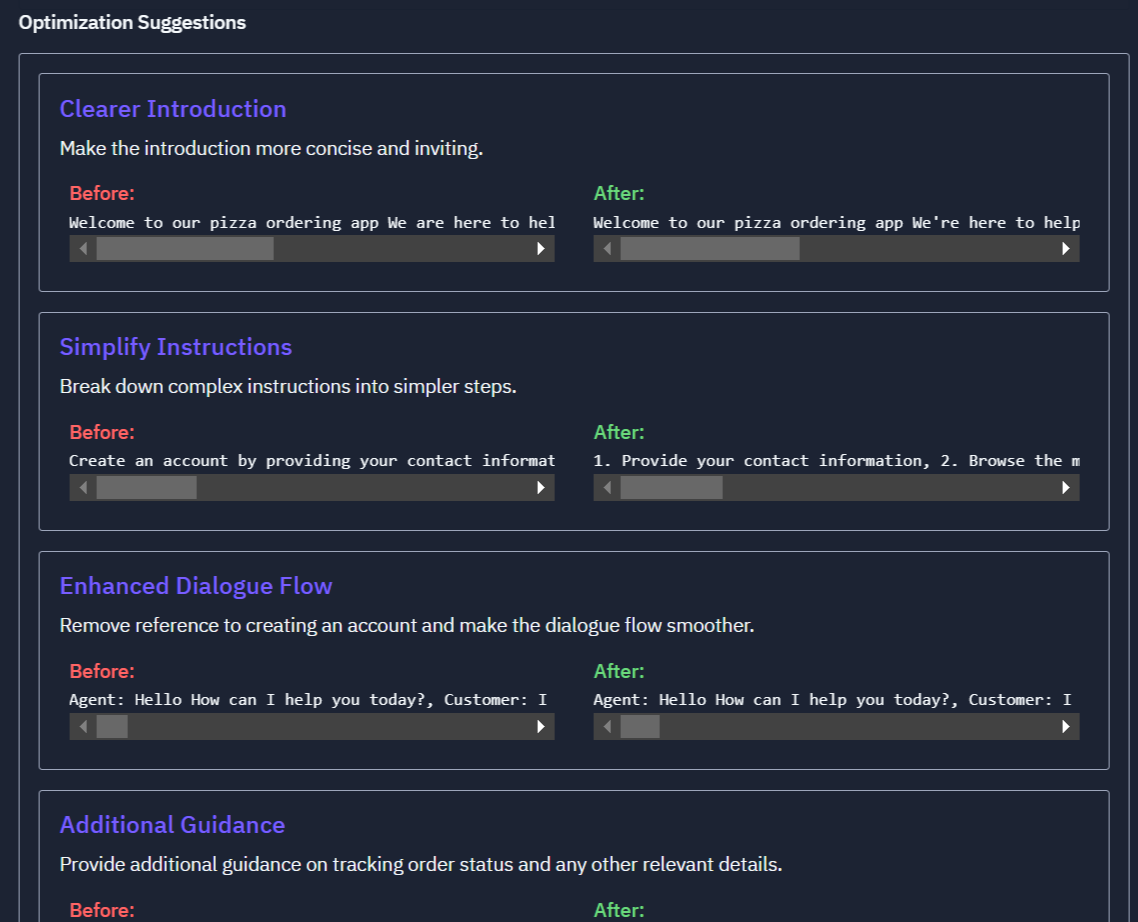 Optimization Suggestions
Clearer Introduction
Make the introduction more concise and inviting.
Before:
Welcome to our pizza ordering app We are here to hel
After:
Welcome to our pizza ordering app We're here to help
Simplify Instructions
Break down complex instructions into simpler steps.
Before:
Create an account by providing your contact informat
After:
1. Provide your contact information, 2. Browse the m
Enhanced Dialogue Flow
Remove reference to creating an account and make the dialogue flow smoother.
Before:
Agent: Hello How can I help you today?, Customer: I
After:
Agent: Hello How can I help you today?, Customer: I
Additional Guidance
Provide additional guidance on tracking order status and any other relevant details.
Before:
After: